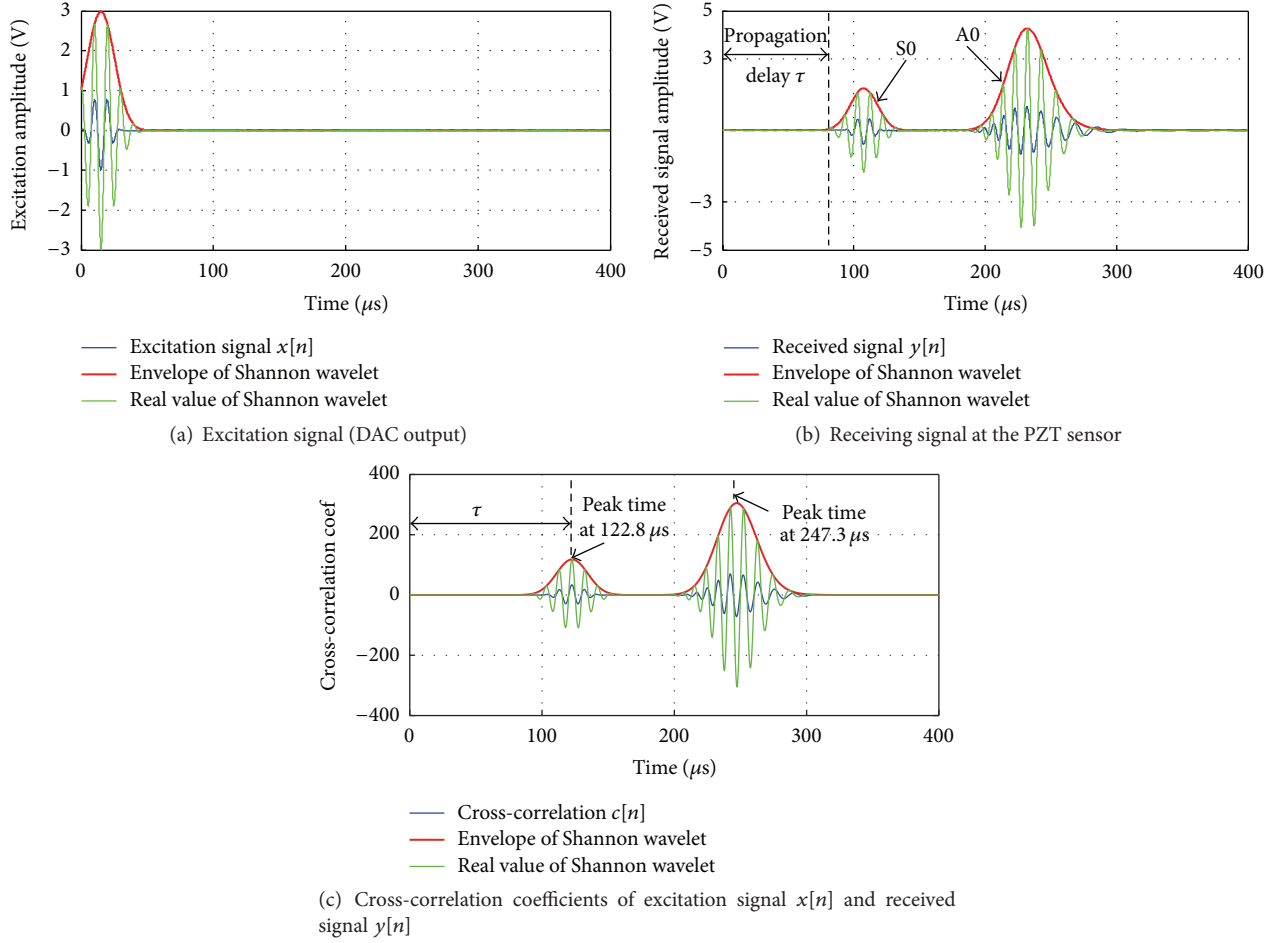 3
2
1
0
−1
−2
−3
Excitation amplitude (V)
0
100
200
300
400
Time (μs)
Excitation signal x[n]
Envelope of Shannon wavelet
Real value of Shannon wavelet
(a) Excitation signal (DAC output)
5
3
−3
−5
Received signal amplitude (V)
Propagation
delay τ
S0
A0
0
100
200
300
400
Time (μs)
Received signal y[n]
Envelope of Shannon wavelet
Real value of Shannon wavelet
(b) Receiving signal at the PZT sensor
400
200
0
−200
−400
Cross-correlation coef
τ
Peak time
at 122.8 μs
Peak time
at 247.3 μs
0
100
200
300
400
Time (μs)
Cross-correlation c[n]
Envelope of Shannon wavelet
Real value of Shannon wavelet
(c) Cross-correlation coefficients of excitation signal x[n] and received
signal y[n]